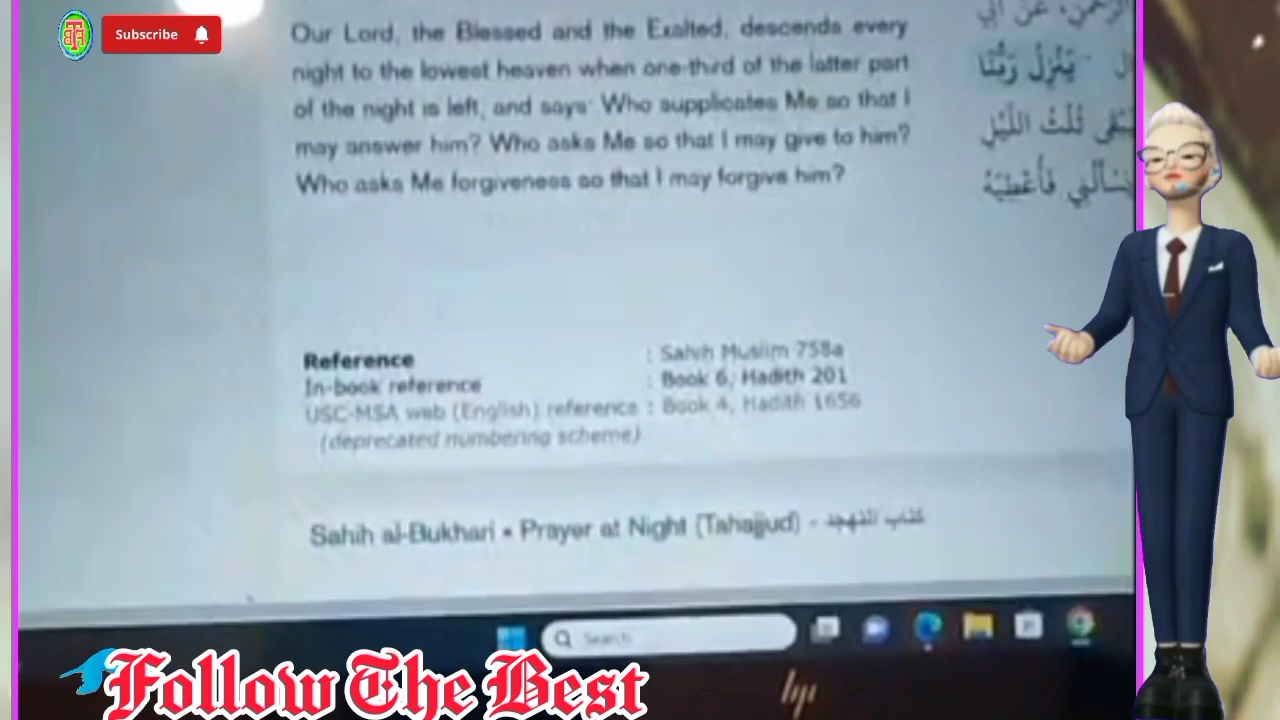 Subscribe
Our Lord, the Blessed and the Exalted, descends every
night to the lowest heaven when one-third of the latter part
of the night is left, and says: Who supplicates Me so that I
may answer him? Who asks Me so that I may give to him?
Who asks Me forgiveness so that I may forgive him?
الرَّحْمَنِ، عَنْ أَبِي
يَنْزِلُ رَبُّنَا
ثُلُثُ اللَّيْلِ
فَأُعْطِيَهُ
Reference : Sahih Muslim 758a
In-book reference : Book 6, Hadith 201
USC-MSA web (English) reference : Book 4, Hadith 1656
(deprecated numbering scheme)
Sahih al-Bukhari • Prayer at Night (Tahajjud) - كتاب التهجد
Search
hp
Follow The Best